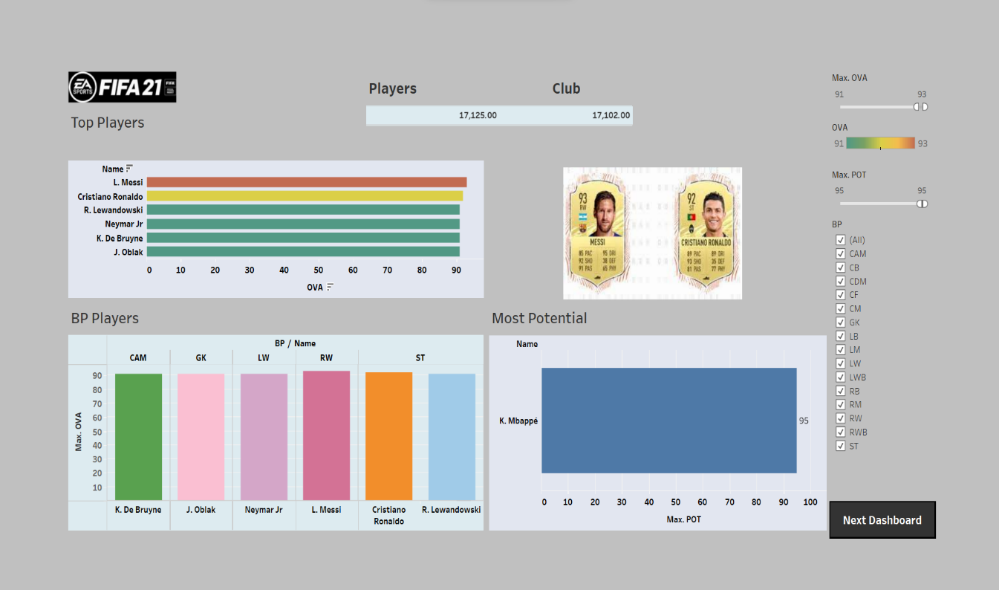 EA
SPORTS
FIFA 21
FIFA
Top Players
Players Club
17,125.00 17,102.00
Name
L. Messi
Cristiano Ronaldo
R. Lewandowski
Neymar Jr
K. De Bruyne
J. Oblak
0 10 20 30 40 50 60 70 80 90
OVA
93
RW
MESSI
85 PAC 95 DRI
92 SHO 38 DEF
91 PAS 65 PHY
92
ST
CRISTIANO RONALDO
89 PAC 89 DRI
93 SHO 35 DEF
81 PAS 77 PHY
BP Players
BP / Name
CAM GK LW RW ST
Max. OVA
90
80
70
60
50
40
30
20
10
K. De Bruyne J. Oblak Neymar Jr L. Messi Cristiano Ronaldo R. Lewandowski
Most Potential
Name
K. Mbappé
95
0 10 20 30 40 50 60 70 80 90 100
Max. POT
Max. OVA
91 93
OVA
91 93
Max. POT
95 95
BP
(All)
CAM
CB
CDM
CF
CM
GK
LB
LM
LW
LWB
RB
RM
RW
RWB
ST
Next Dashboard